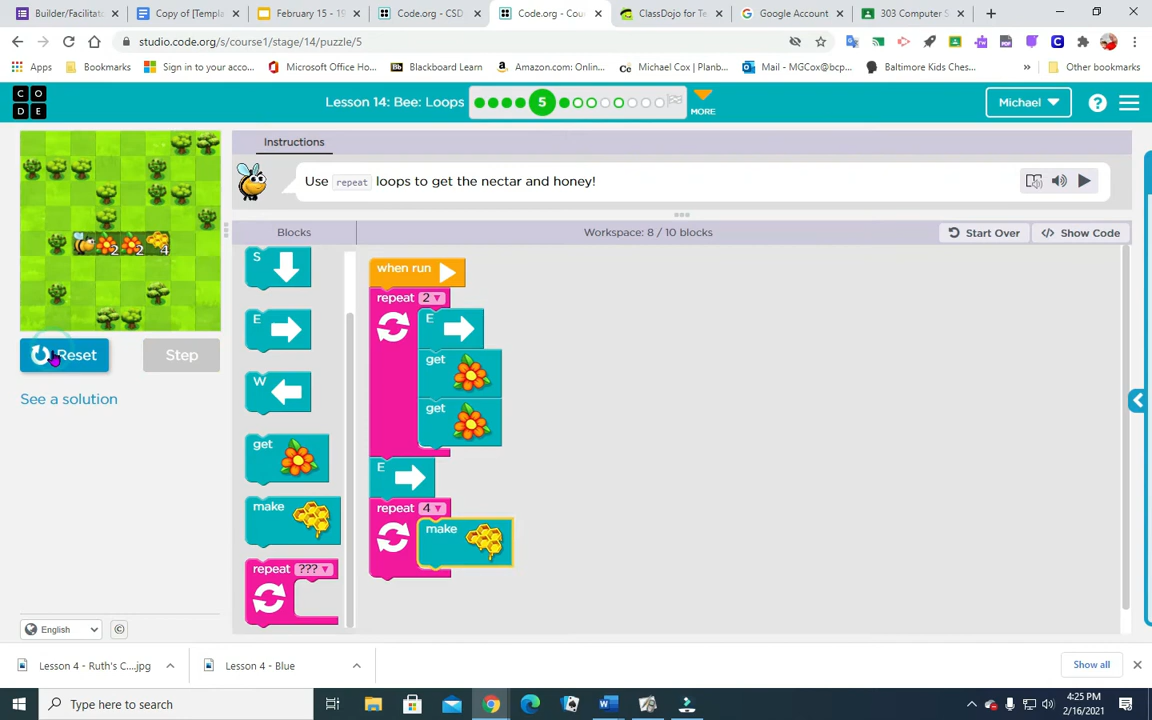 Builder/Facilitato
Copy of [Templa
February 15 - 19
Code.org - CSD
Code.org - Cou
ClassDojo for Te
Google Account
303 Computer S
studio.code.org/s/course1/stage/14/puzzle/5
Apps
Bookmarks
Sign in to your acco...
Microsoft Office Ho...
Bb
Blackboard Learn
Amazon.com: Onlin...
Michael Cox | Planb...
Mail - MGCox@bcp...
Baltimore Kids Ches...
»
Other bookmarks
C O
D E
Lesson 14: Bee: Loops
5
MORE
Michael
?
Instructions
Use repeat loops to get the nectar and honey!
Blocks
Workspace: 8 / 10 blocks
Start Over
</> Show Code
2 2 4
Reset
Step
See a solution
S
E
W
get
make
repeat ???
when run
repeat 2
E
get
get
E
repeat 4
make
English
©
Lesson 4 - Ruth's C....jpg
Lesson 4 - Blue
Show all
Type here to search
4:25 PM
2/16/2021